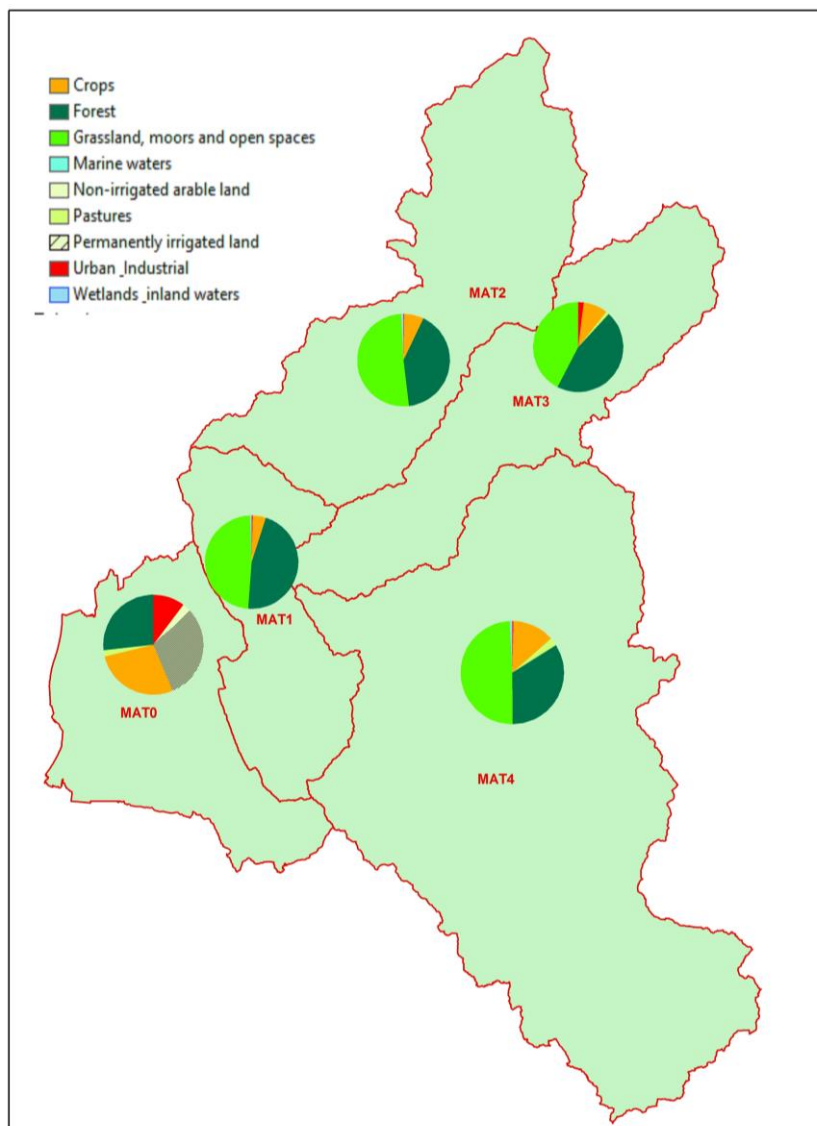 Crops
Forest
Grassland, moors and open spaces
Marine waters
Non-irrigated arable land
Pastures
Permanently irrigated land
Urban _Industrial
Wetlands _inland waters
MAT2
MAT3
MAT1
MAT0
MAT4